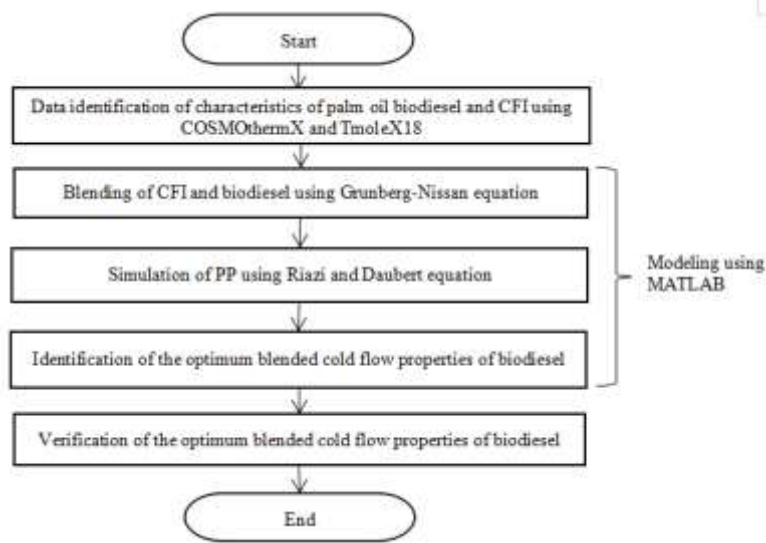 Start
Data identification of characteristics of palm oil biodiesel and CFI using
COSMOthermX and TmoleX18
Blending of CFI and biodiesel using Grunberg-Nissan equation
Simulation of PP using Riazi and Daubert equation
Modeling using
MATLAB
Identification of the optimum blended cold flow properties of biodiesel
Verification of the optimum blended cold flow properties of biodiesel
End